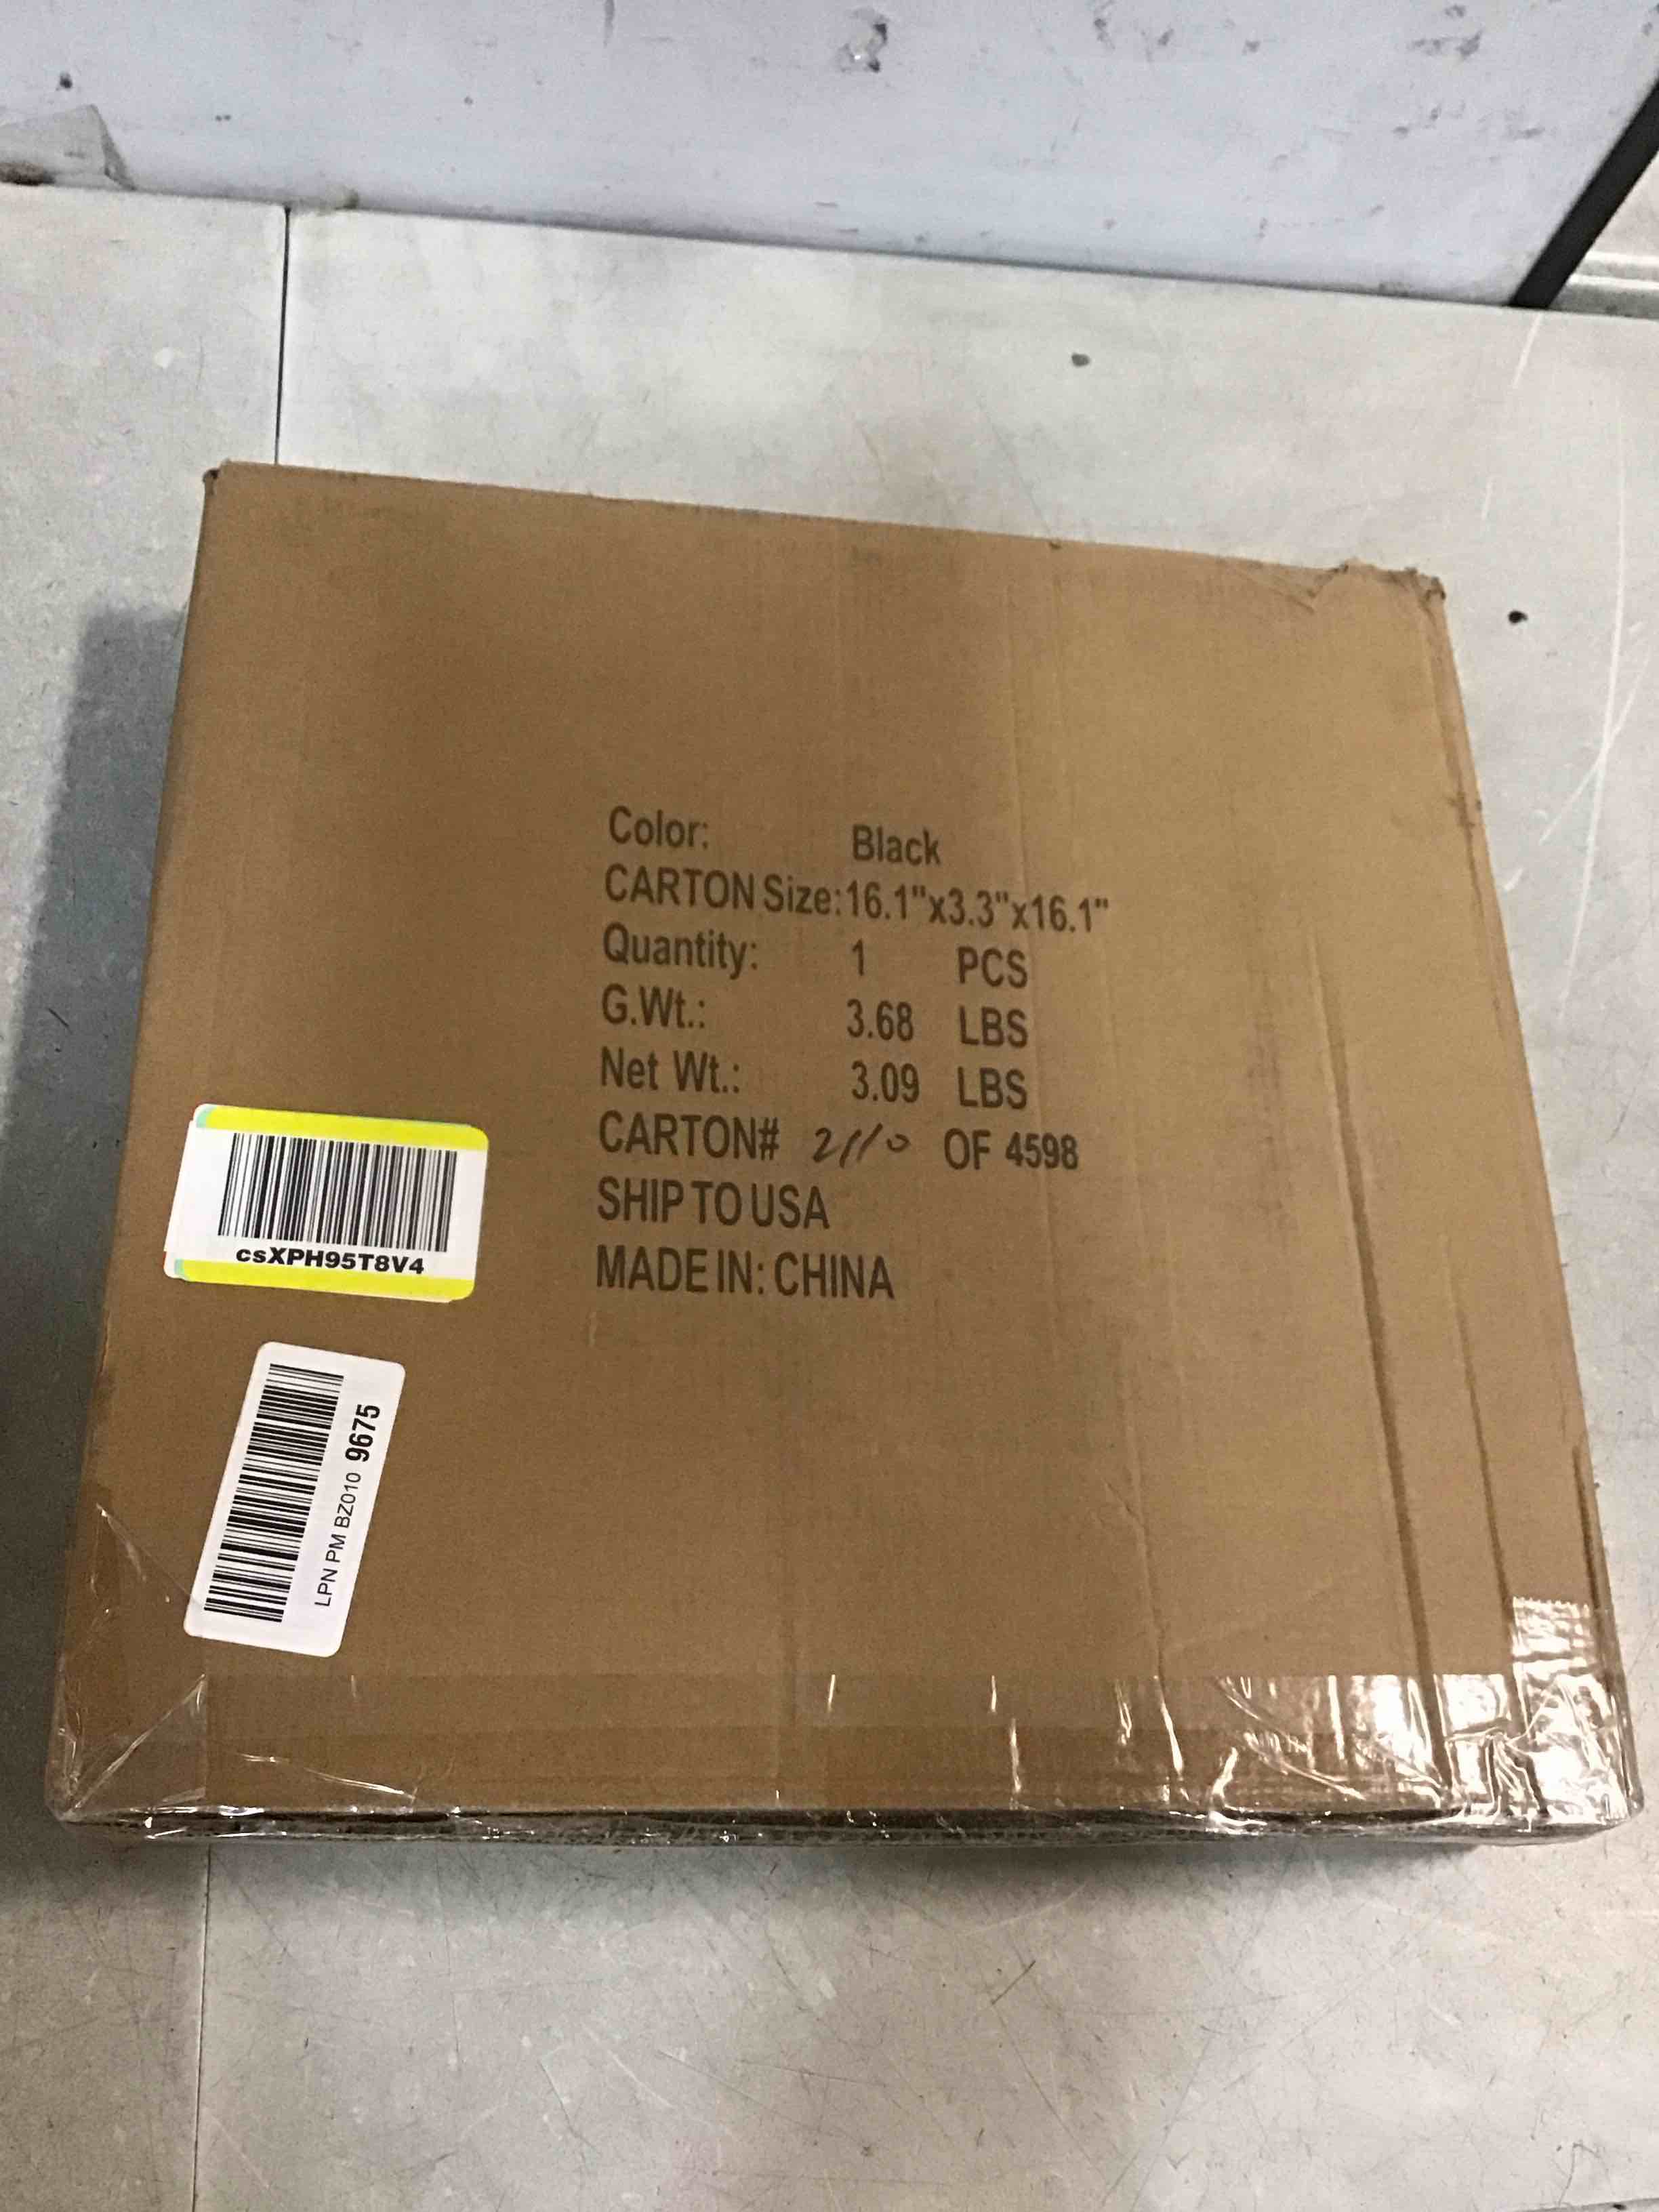 Color: Black
CARTON Size:16.1"x3.3"x16.1"
Quantity: 1 PCS
G.Wt.: 3.68 LBS
Net Wt.: 3.09 LBS
CARTON# 2110 OF 4598
SHIP TO USA
MADE IN: CHINA
csXPH95T8V4
LPN PM BZ010 9675